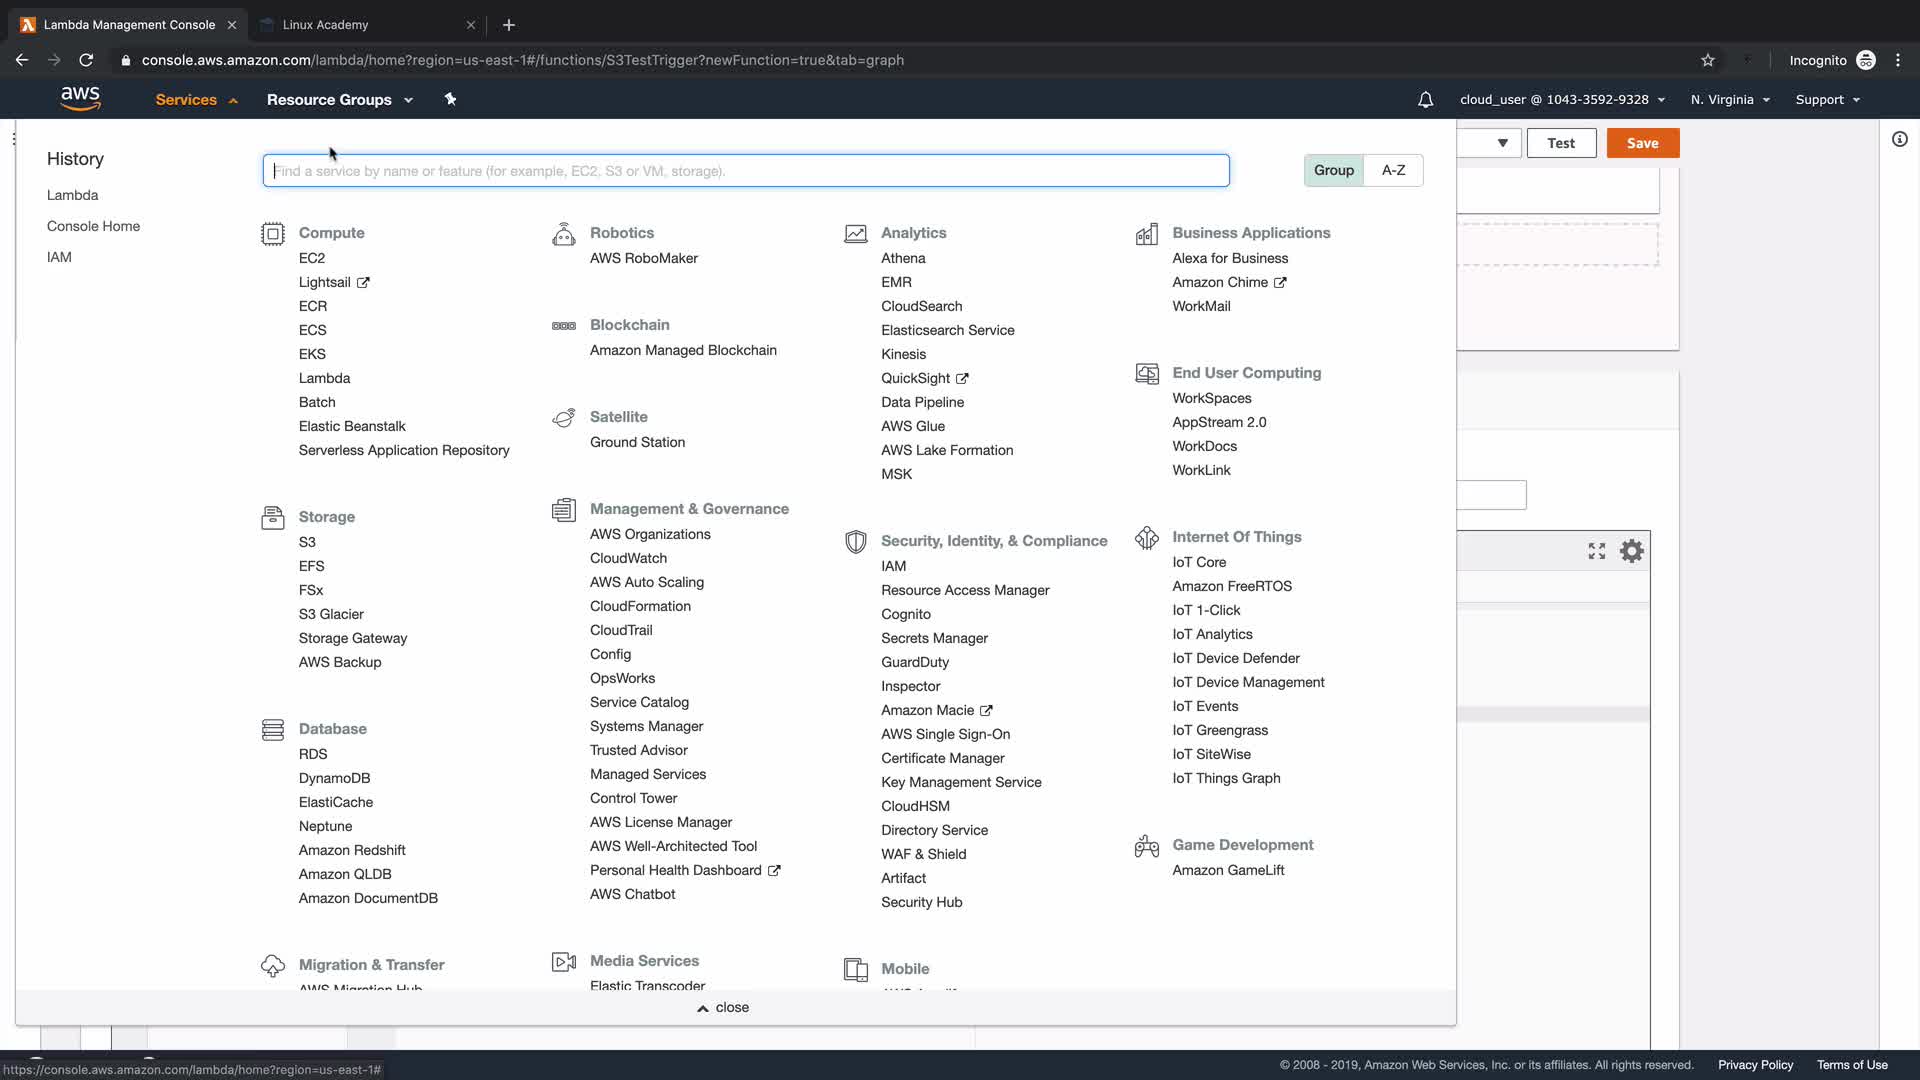 Lambda Management Console
Linux Academy
console.aws.amazon.com/lambda/home?region=us-east-1#/functions/S3TestTrigger?newFunction=true&tab=graph
Incognito
aws
Services
Resource Groups
cloud_user @ 1043-3592-9328
N. Virginia
Support
Test
Save
History
Lambda
Console Home
IAM
Find a service by name or feature (for example, EC2, S3 or VM, storage).
Group
A-Z
Compute
EC2
Lightsail
ECR
ECS
EKS
Lambda
Batch
Elastic Beanstalk
Serverless Application Repository
Storage
S3
EFS
FSx
S3 Glacier
Storage Gateway
AWS Backup
Database
RDS
DynamoDB
ElastiCache
Neptune
Amazon Redshift
Amazon QLDB
Amazon DocumentDB
Migration & Transfer
AWS Migration Hub
Robotics
AWS RoboMaker
Blockchain
Amazon Managed Blockchain
Satellite
Ground Station
Management & Governance
AWS Organizations
CloudWatch
AWS Auto Scaling
CloudFormation
CloudTrail
Config
OpsWorks
Service Catalog
Systems Manager
Trusted Advisor
Managed Services
Control Tower
AWS License Manager
AWS Well-Architected Tool
Personal Health Dashboard
AWS Chatbot
Media Services
Elastic Transcoder
Analytics
Athena
EMR
CloudSearch
Elasticsearch Service
Kinesis
QuickSight
Data Pipeline
AWS Glue
AWS Lake Formation
MSK
Security, Identity, & Compliance
IAM
Resource Access Manager
Cognito
Secrets Manager
GuardDuty
Inspector
Amazon Macie
AWS Single Sign-On
Certificate Manager
Key Management Service
CloudHSM
Directory Service
WAF & Shield
Artifact
Security Hub
Mobile
Business Applications
Alexa for Business
Amazon Chime
WorkMail
End User Computing
WorkSpaces
AppStream 2.0
WorkDocs
WorkLink
Internet Of Things
IoT Core
Amazon FreeRTOS
IoT 1-Click
IoT Analytics
IoT Device Defender
IoT Device Management
IoT Events
IoT Greengrass
IoT SiteWise
IoT Things Graph
Game Development
Amazon GameLift
close
https://console.aws.amazon.com/lambda/home?region=us-east-1#
© 2008 - 2019, Amazon Web Services, Inc. or its affiliates. All rights reserved.
Privacy Policy
Terms of Use